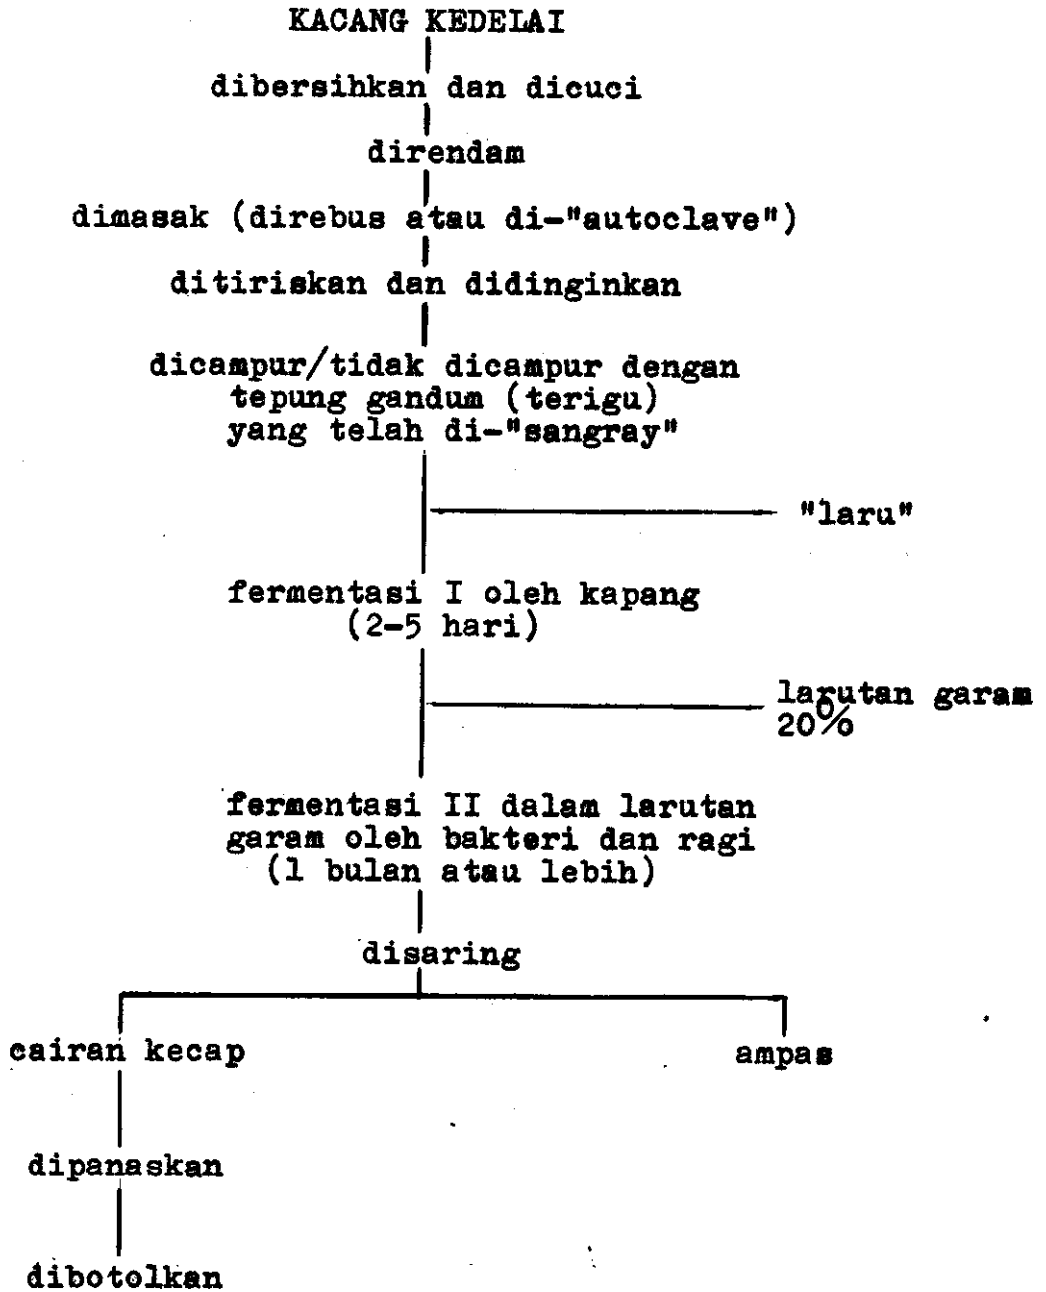 KACANG KEDELAI
dibersihkan dan dicuci
direndam
dimasak (direbus atau di-"autoclave")
ditiriskan dan didinginkan
dicampur/tidak dicampur dengan
tepung gandum (terigu)
yang telah di-"sangray"
"laru"
fermentasi I oleh kapang
(2-5 hari)
larutan garam
20%
fermentasi II dalam larutan
garam oleh bakteri dan ragi
(1 bulan atau lebih)
disaring
cairan kecap
ampas
dipanaskan
dibotolkan